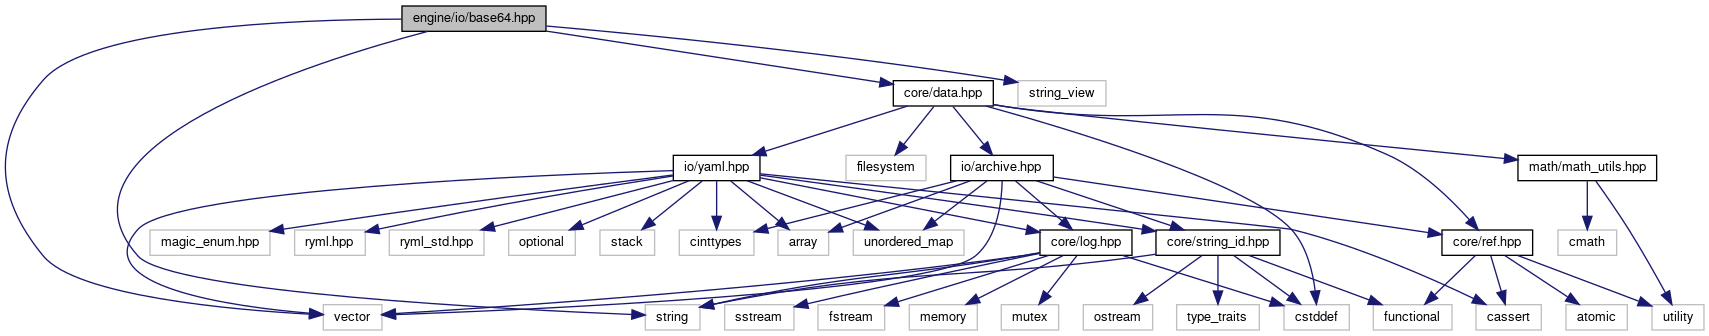 engine/io/base64.hpp
core/data.hpp
string_view
io/yaml.hpp
filesystem
io/archive.hpp
math/math_utils.hpp
magic_enum.hpp
ryml.hpp
ryml_std.hpp
optional
stack
cinttypes
array
unordered_map
core/log.hpp
core/string_id.hpp
core/ref.hpp
cmath
vector
string
sstream
fstream
memory
mutex
ostream
type_traits
cstddef
functional
cassert
atomic
utility